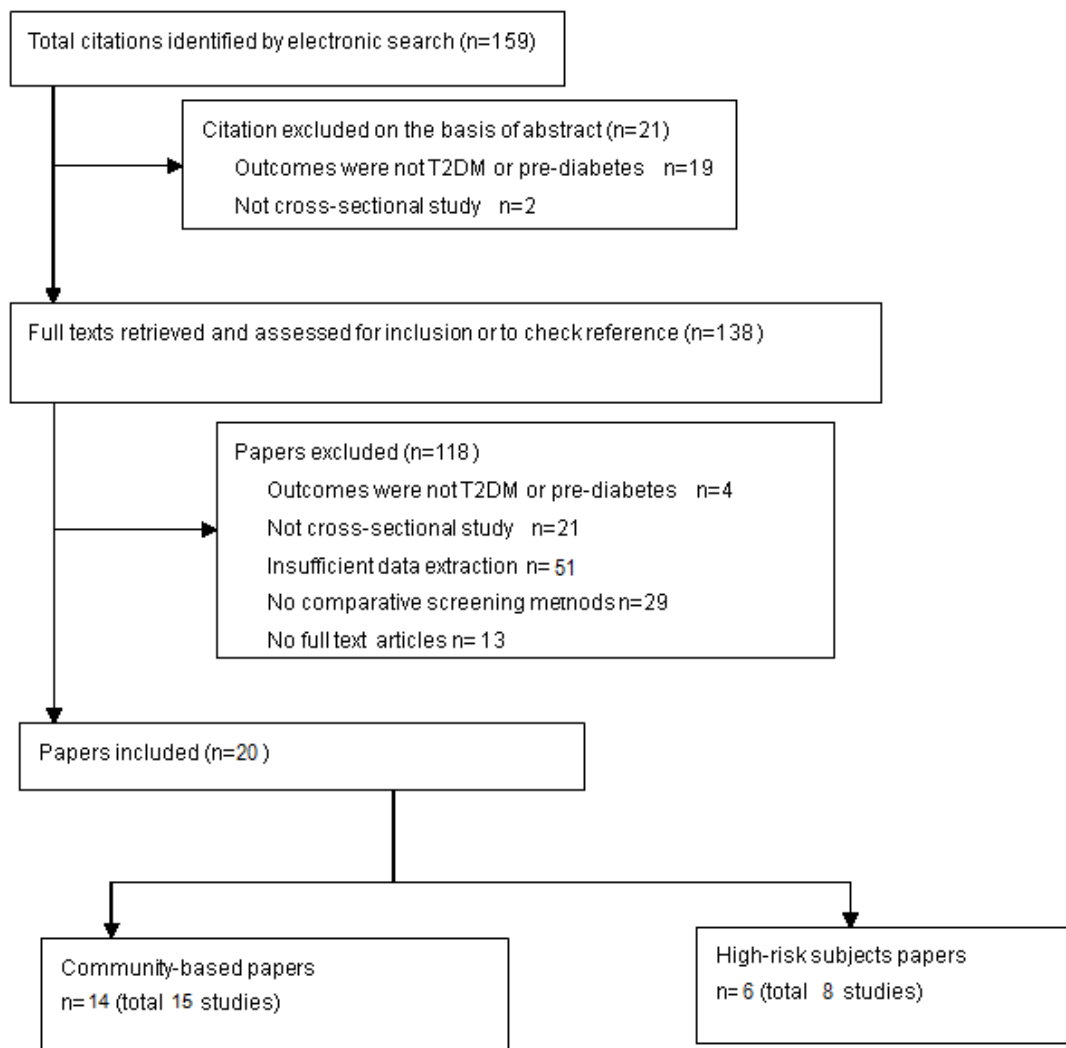 Total citations identified by electronic search (n=159)
Citation excluded on the basis of abstract (n=21)
Outcomes were not T2DM or pre-diabetes n=19
Not cross-sectional study n=2
Full texts retrieved and assessed for inclusion or to check reference (n=138)
Papers excluded (n=118)
Outcomes were not T2DM or pre-diabetes n=4
Not cross-sectional study n=21
Insufficient data extraction n= 51
No comparative screening methods n=29
No full text articles n= 13
Papers included (n=20 )
Community-based papers
n=14 (total 15 studies)
High-risk subjects papers
n=6 (total 8 studies)